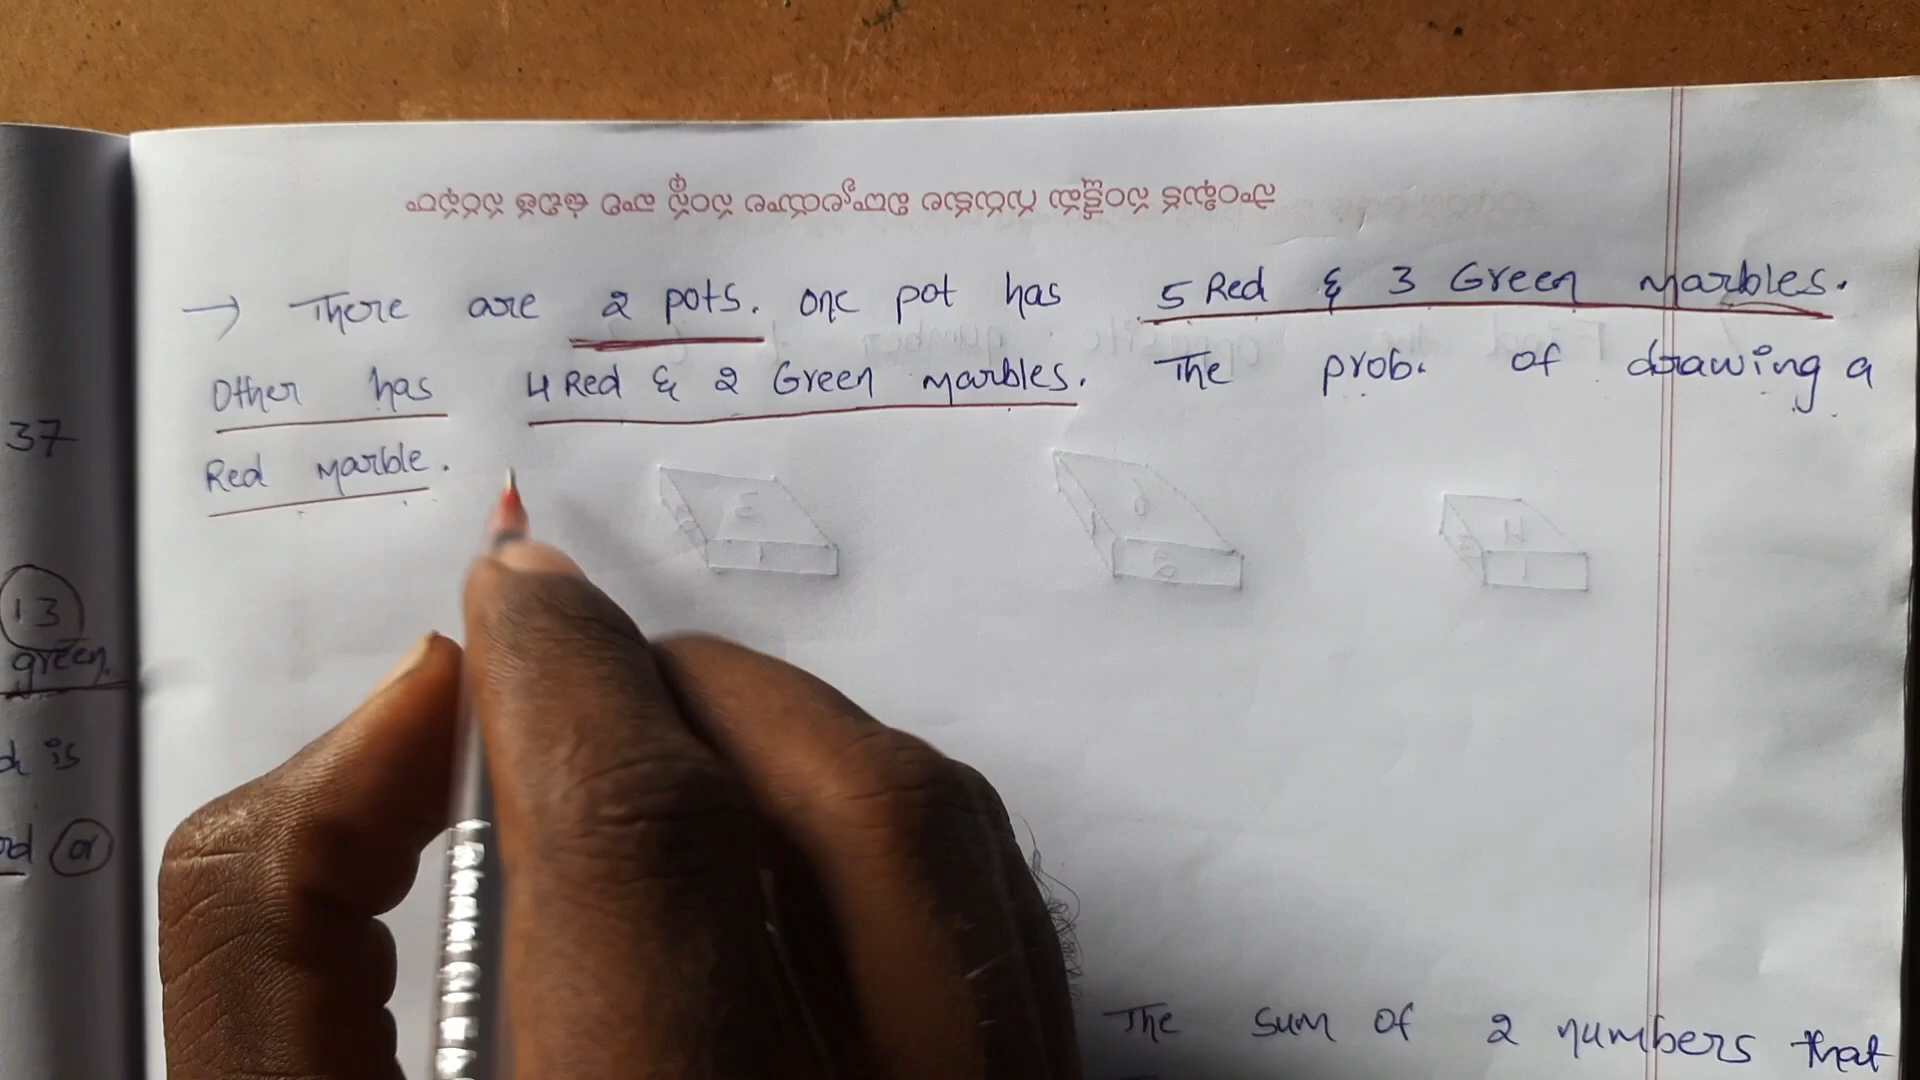 → There are 2 pots. One pot has 5 Red & 3 Green marbles.
Other has 4 Red & 2 Green marbles. The prob. of drawing a
Red marble.
37
13
green.
is
or
The sum of 2 numbers that